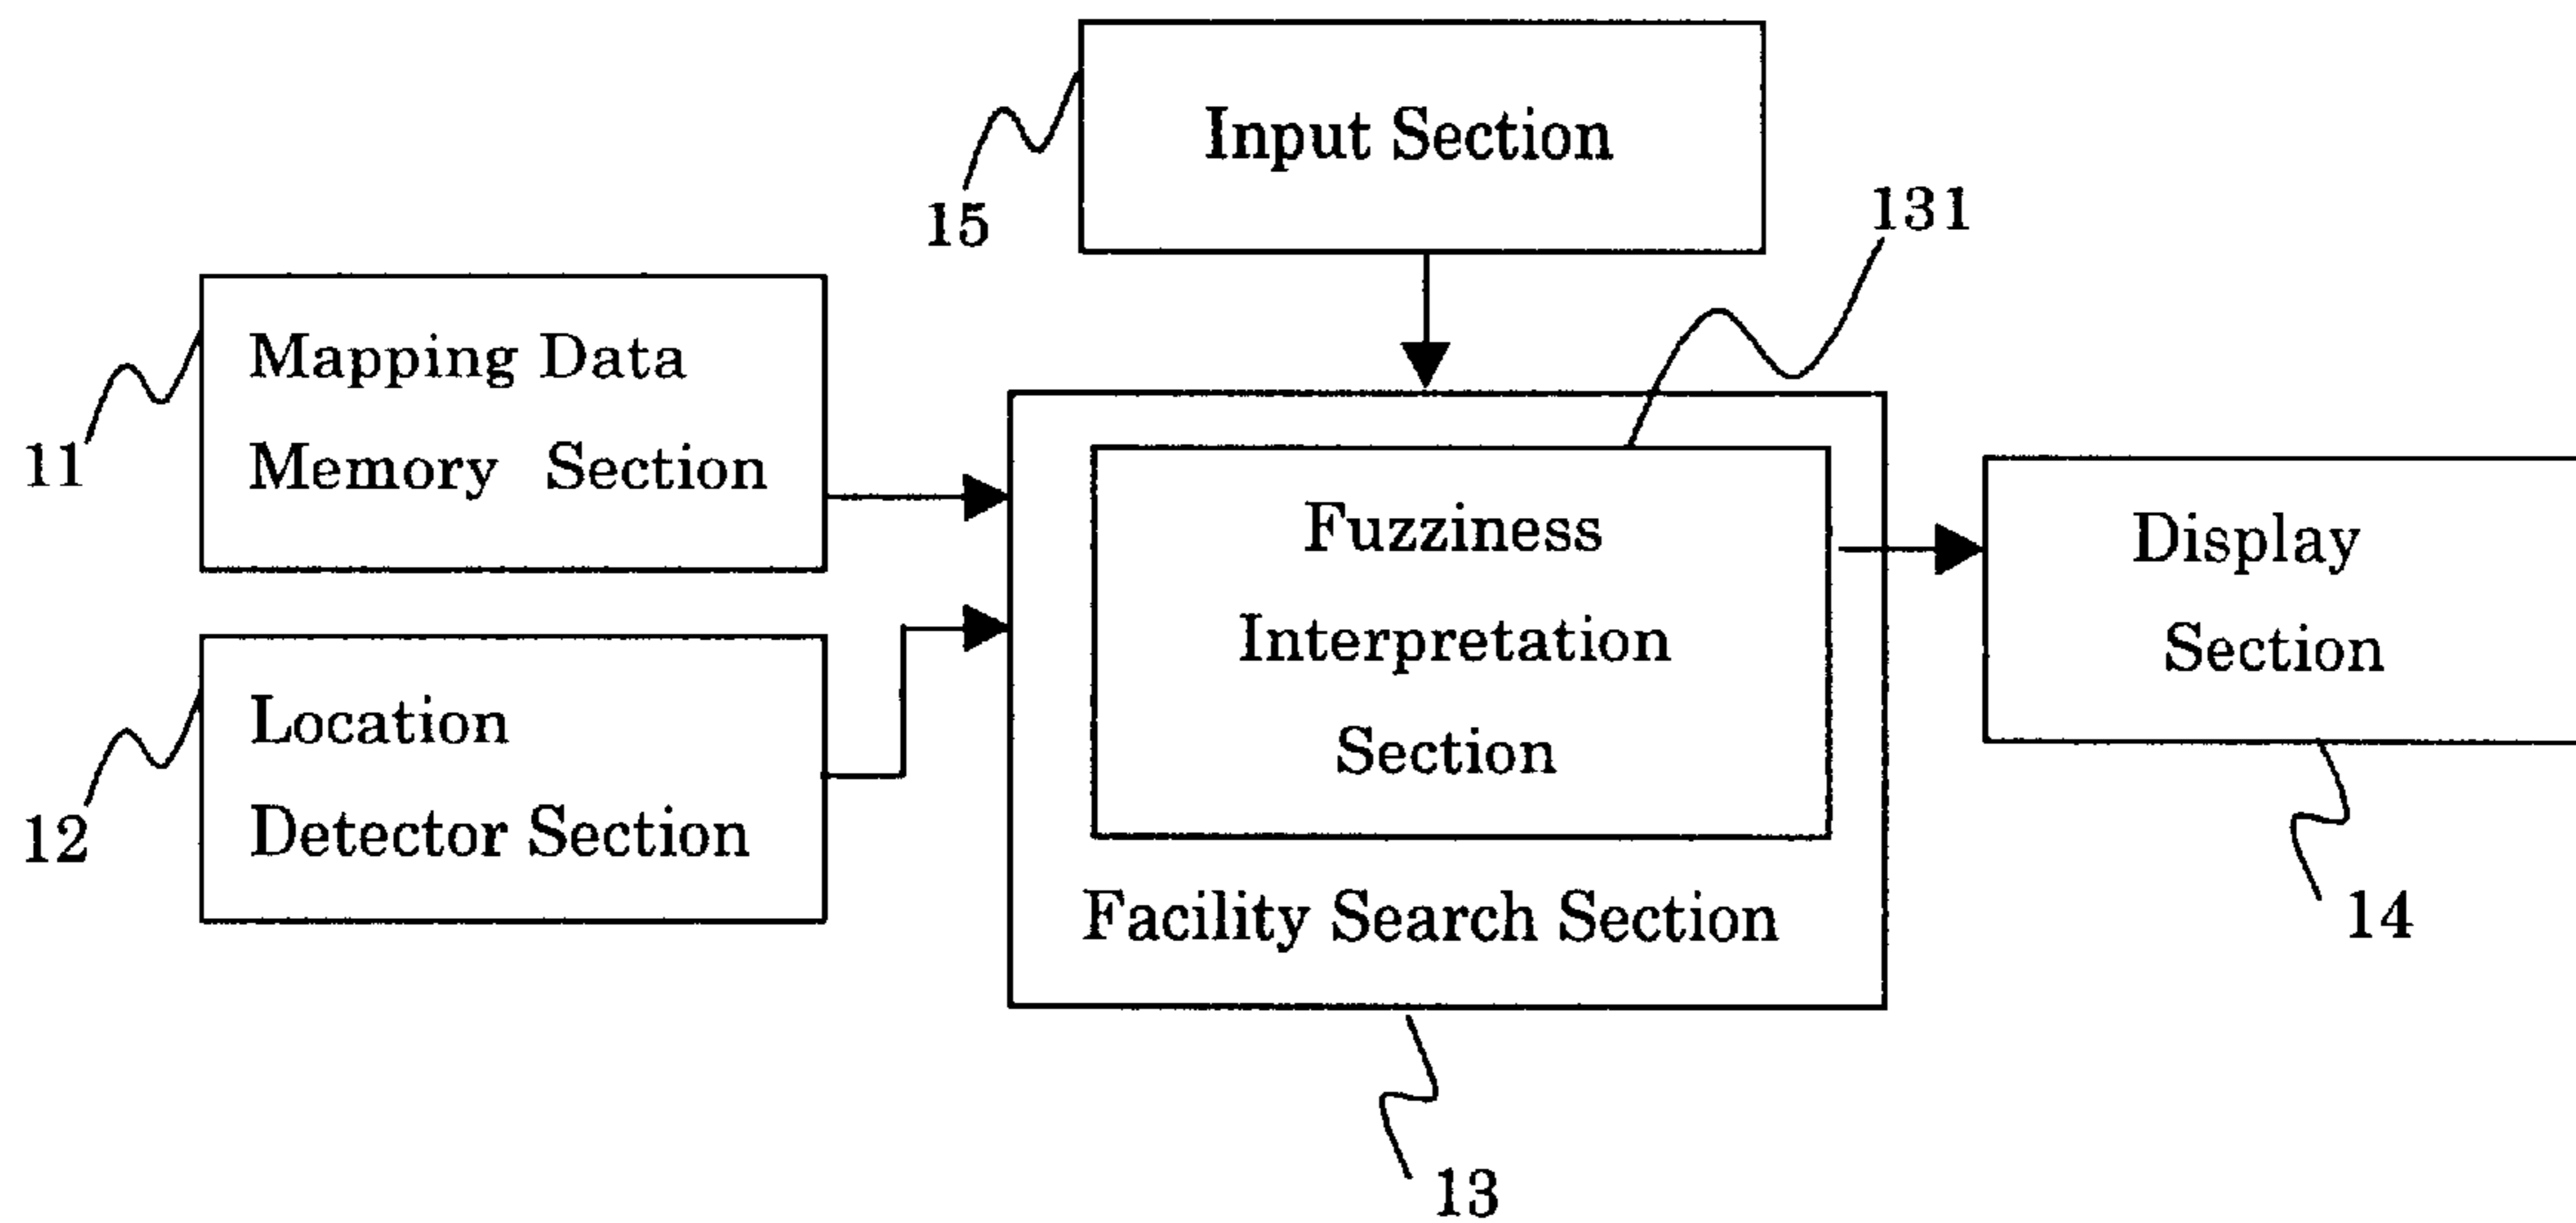 Input Section
15
131
Mapping Data
Memory Section
11
Location
Detector Section
12
Fuzziness
Interpretation
Section
Facility Search Section
13
Display
Section
14